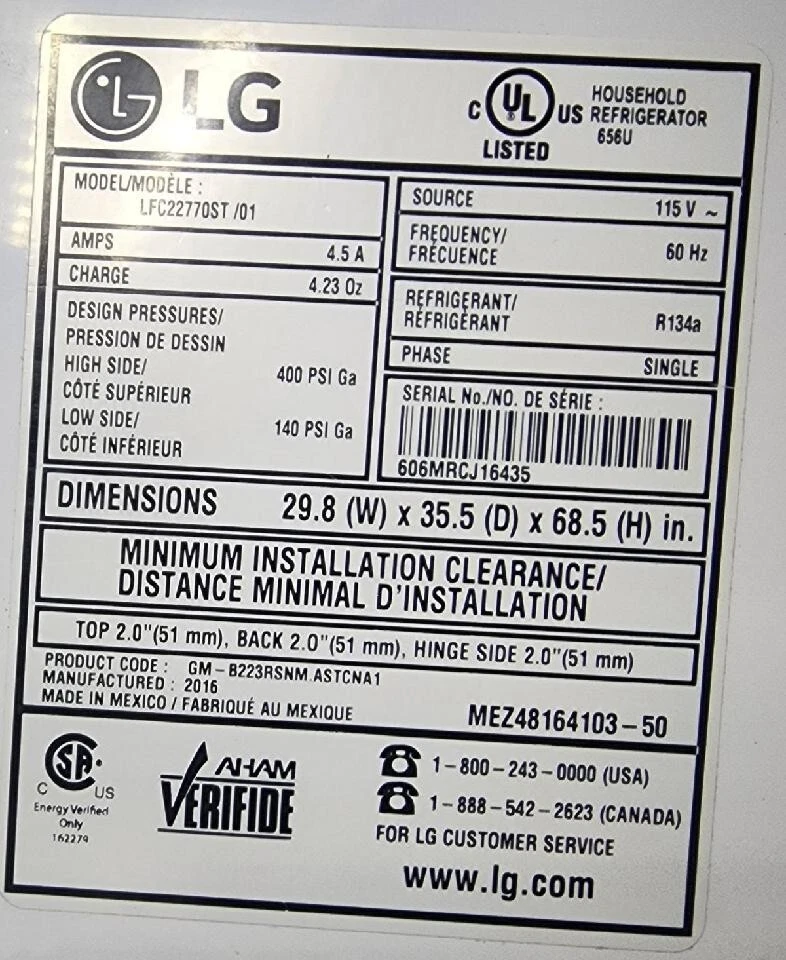 LG
C UL US
LISTED
HOUSEHOLD
REFRIGERATOR
656U
MODEL/MODÈLE :
LFC22770ST /01
AMPS 4.5 A
CHARGE 4.23 Oz
DESIGN PRESSURES/
PRESSION DE DESSIN
HIGH SIDE/
CÔTÉ SUPÉRIEUR 400 PSI Ga
LOW SIDE/
CÔTÉ INFÉRIEUR 140 PSI Ga
SOURCE 115 V ~
FREQUENCY/
FRÉCUENCE 60 Hz
REFRIGERANT/
RÉFRIGÉRANT R134a
PHASE SINGLE
SERIAL No./NO. DE SÉRIE :
606MRCJ16435
DIMENSIONS 29.8 (W) x 35.5 (D) x 68.5 (H) in.
MINIMUM INSTALLATION CLEARANCE/
DISTANCE MINIMAL D'INSTALLATION
TOP 2.0"(51 mm), BACK 2.0"(51 mm), HINGE SIDE 2.0"(51 mm)
PRODUCT CODE : GM-B223RSNM.ASTCNA1
MANUFACTURED : 2016
MADE IN MEXICO / FABRIQUÉ AU MEXIQUE
MEZ48164103-50
SA
C US
Energy Verified
Only
162279
AHAM
VERIFIDE
1-800-243-0000 (USA)
1-888-542-2623 (CANADA)
FOR LG CUSTOMER SERVICE
www.lg.com